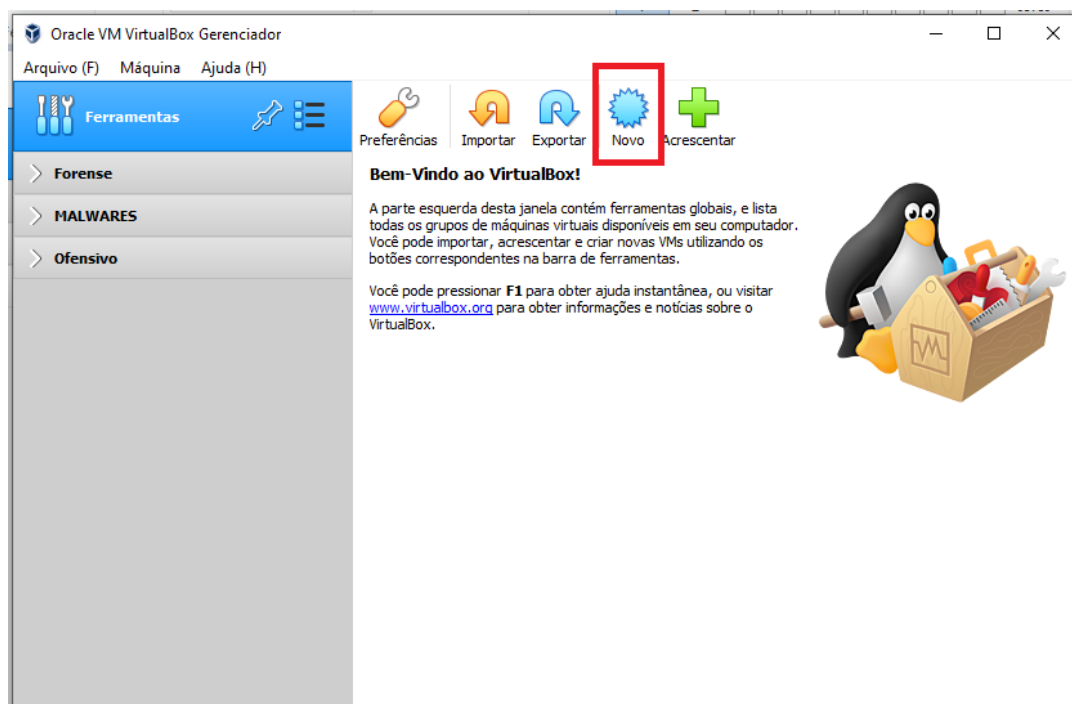 Oracle VM VirtualBox Gerenciador
Arquivo (F) Máquina Ajuda (H)
Ferramentas
Preferências Importar Exportar Novo Acrescentar
Forense
MALWARES
Ofensivo
Bem-Vindo ao VirtualBox!
A parte esquerda desta janela contém ferramentas globais, e lista
todas os grupos de máquinas virtuais disponíveis em seu computador.
Você pode importar, acrescentar e criar novas VMs utilizando os
botões correspondentes na barra de ferramentas.
Você pode pressionar F1 para obter ajuda instantânea, ou visitar
www.virtualbox.org para obter informações e notícias sobre o
VirtualBox.